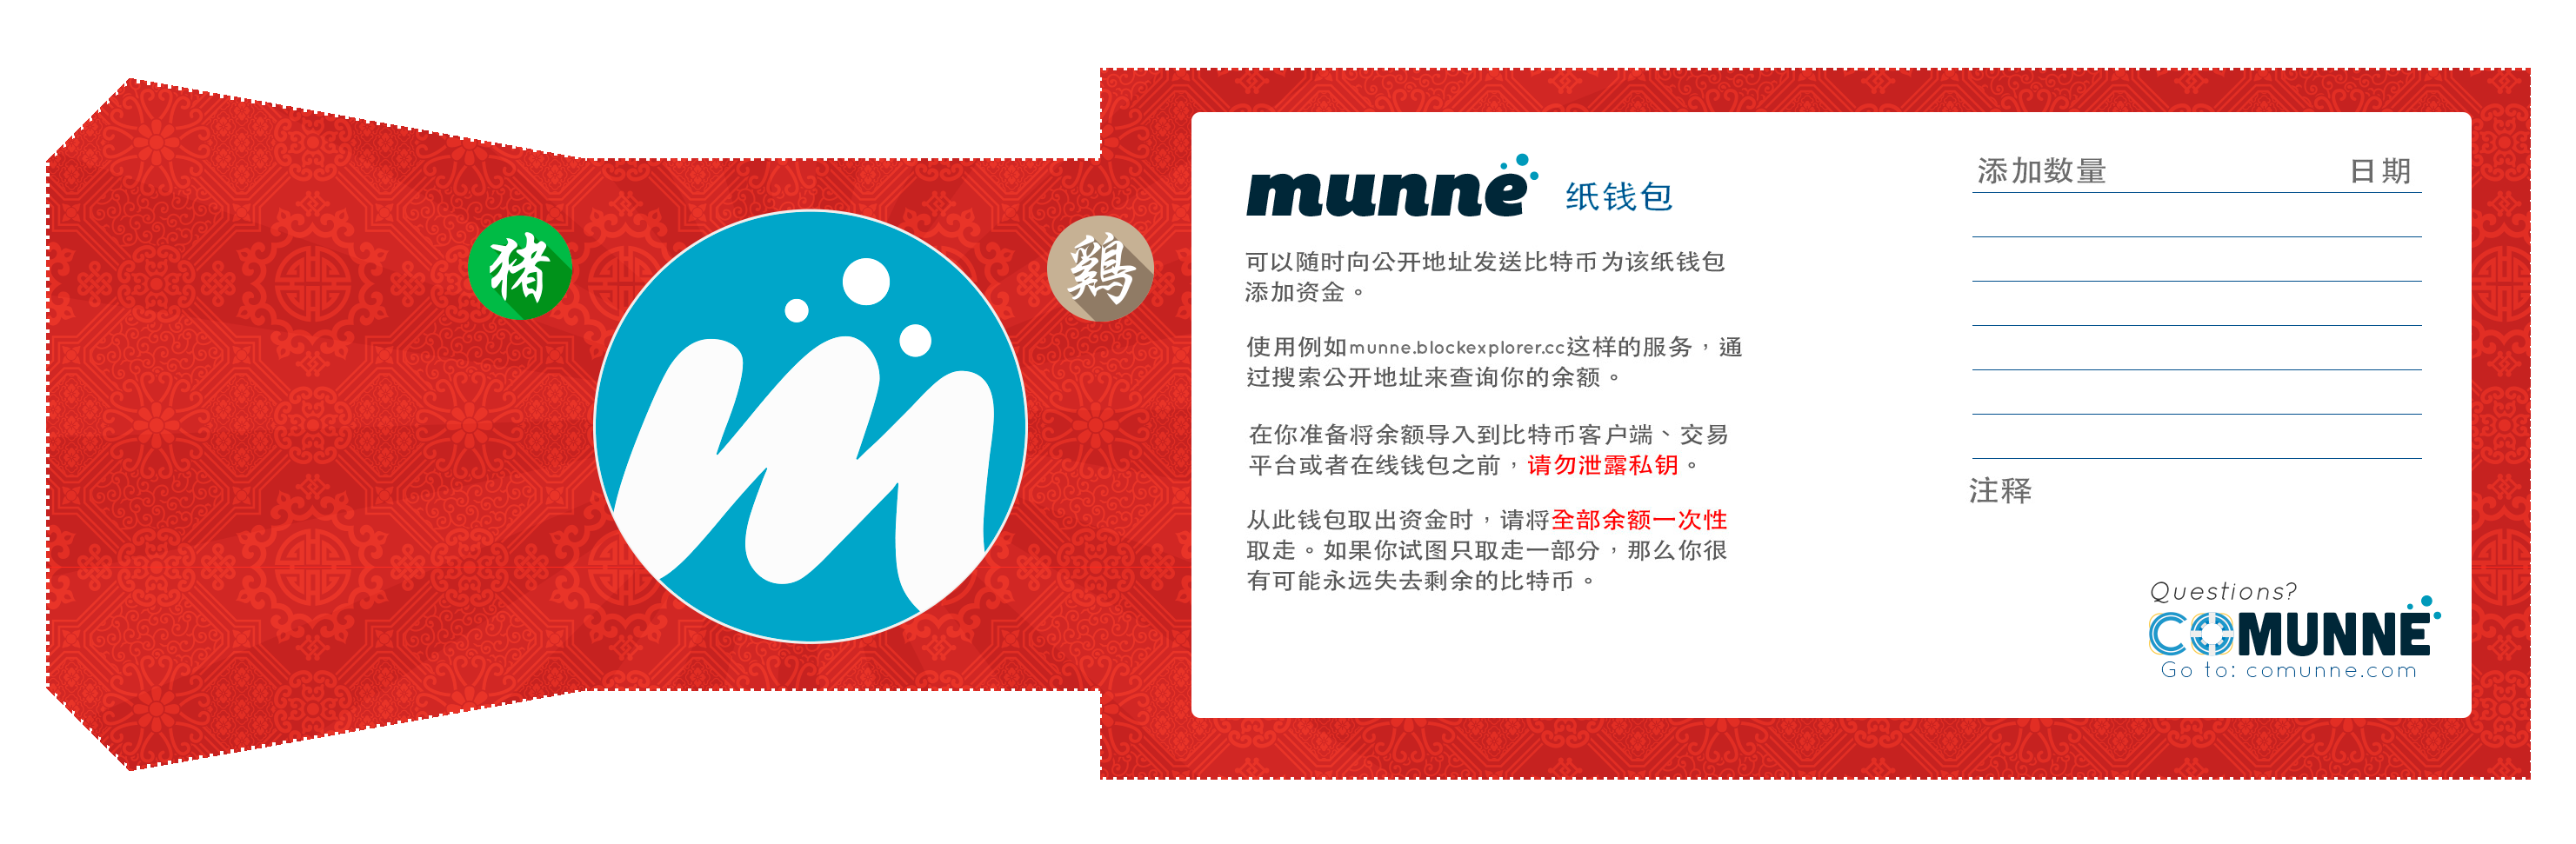 猪
鷄
munne 纸钱包
可以随时向公开地址发送比特币为该纸钱包
添加资金。
使用例如munne.blockexplorer.cc这样的服务，通
过搜索公开地址来查询你的余额。
在你准备将余额导入到比特币客户端、交易
平台或者在线钱包之前，请勿泄露私钥。
从此钱包取出资金时，请将全部余额一次性
取走。如果你试图只取走一部分，那么你很
有可能永远失去剩余的比特币。
添加数量 日期
注释
Questions?
COMUNNE
Go to: comunne.com